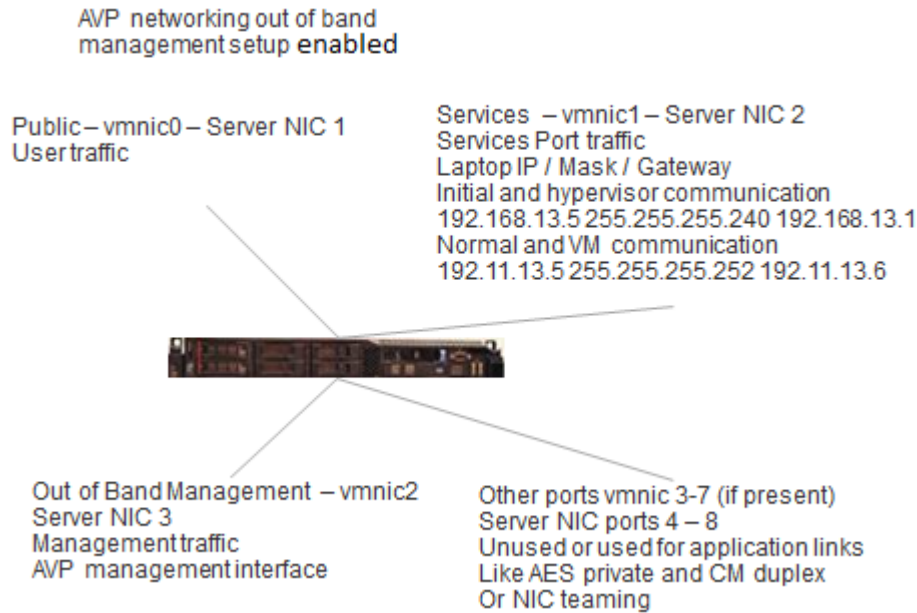 AVP networking out of band
management setup enabled
Public – vmnic0 – Server NIC 1
User traffic
Services – vmnic1 – Server NIC 2
Services Port traffic
Laptop IP / Mask / Gateway
Initial and hypervisor communication
192.168.13.5 255.255.255.240 192.168.13.1
Normal and VM communication
192.11.13.5 255.255.255.252 192.11.13.6
Out of Band Management – vmnic2
Server NIC 3
Management traffic
AVP management interface
Other ports vmnic 3-7 (if present)
Server NIC ports 4 – 8
Unused or used for application links
Like AES private and CM duplex
Or NIC teaming